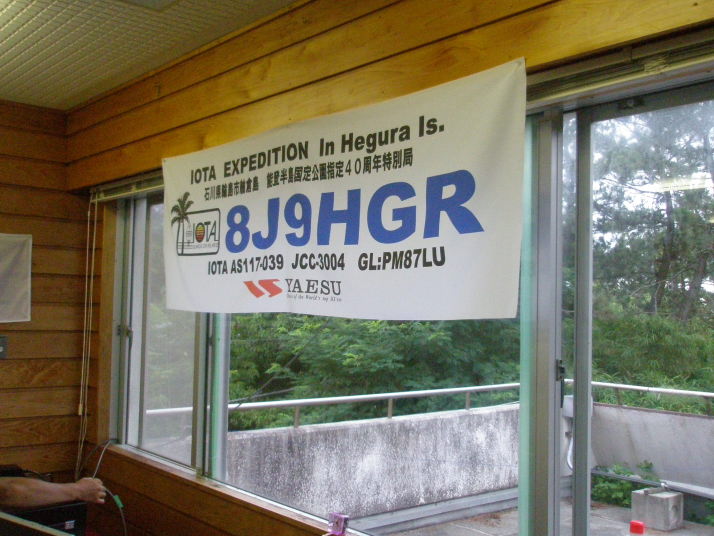 IOTA EXPEDITION In Hegura Is.
石川県輪島市舳倉島 能登半島国定公園指定40周年特別局
IOTA
8J9HGR
IOTA AS117-039 JCC-3004 GL:PM87LU
YAESU